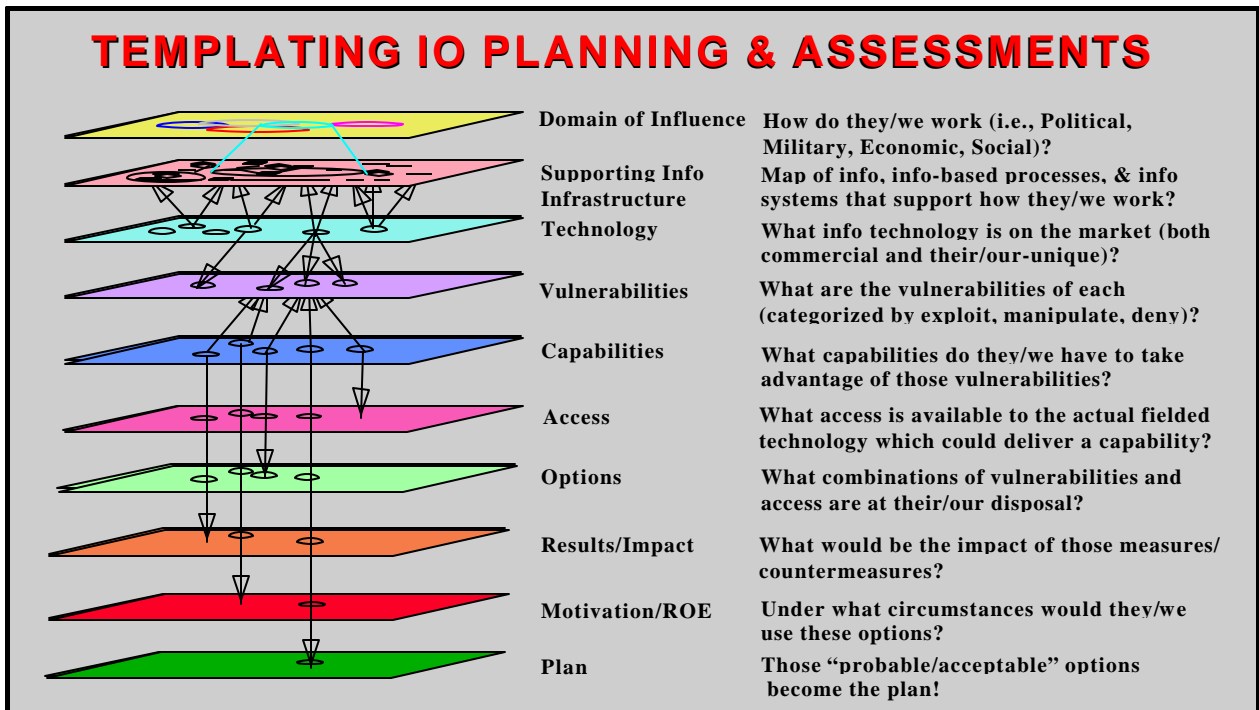 TEMPLATING IO PLANNING & ASSESSMENTS
Domain of Influence
How do they/we work (i.e., Political,
Military, Economic, Social)?
Supporting Info
Infrastructure
Map of info, info-based processes, & info
systems that support how they/we work?
Technology
What info technology is on the market (both
commercial and their/our-unique)?
Vulnerabilities
What are the vulnerabilities of each
(categorized by exploit, manipulate, deny)?
Capabilities
What capabilities do they/we have to take
advantage of those vulnerabilities?
Access
What access is available to the actual fielded
technology which could deliver a capability?
Options
What combinations of vulnerabilities and
access are at their/our disposal?
Results/Impact
What would be the impact of those measures/
countermeasures?
Motivation/ROE
Under what circumstances would they/we
use these options?
Plan
Those “probable/acceptable” options
become the plan!